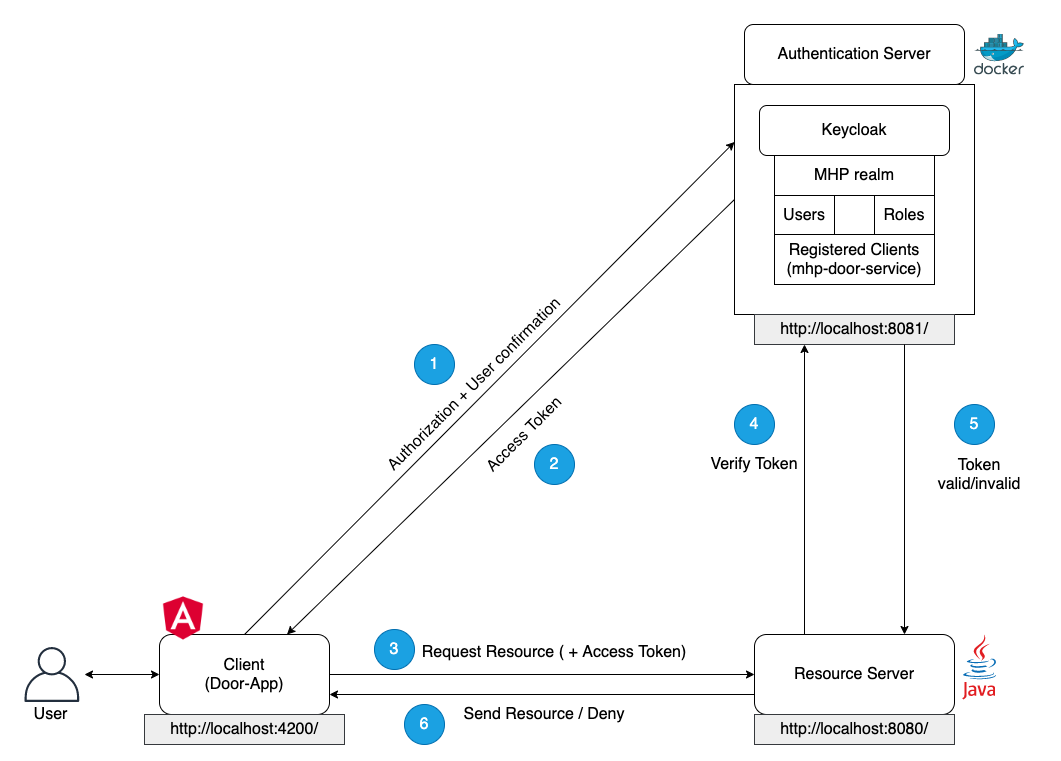 Authentication Server
docker
Keycloak
MHP realm
Users
Roles
Registered Clients
(mhp-door-service)
http://localhost:8081/
1
Authorization + User confirmation
Access Token
2
4
Verify Token
5
Token
valid/invalid
A
Client
(Door-App)
http://localhost:4200/
User
3
Request Resource ( + Access Token)
6
Send Resource / Deny
Resource Server
Java
http://localhost:8080/